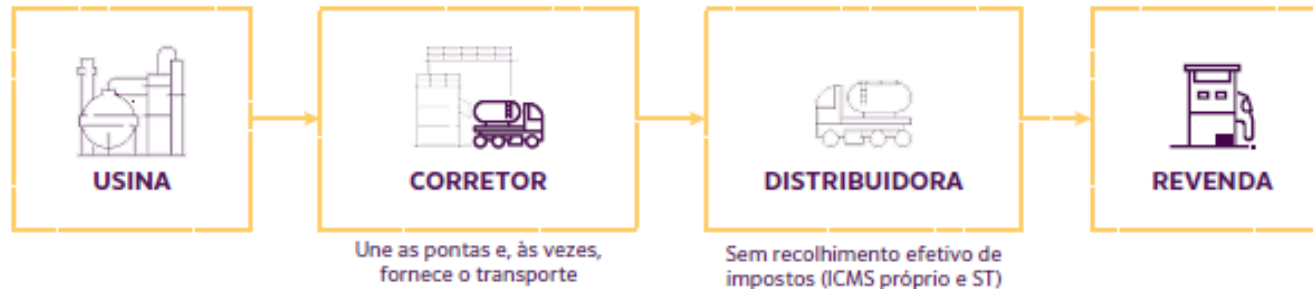 USINA
CORRETOR
Une as pontas e, às vezes,
fornece o transporte
DISTRIBUIDORA
Sem recolhimento efetivo de
impostos (ICMS próprio e ST)
REVENDA